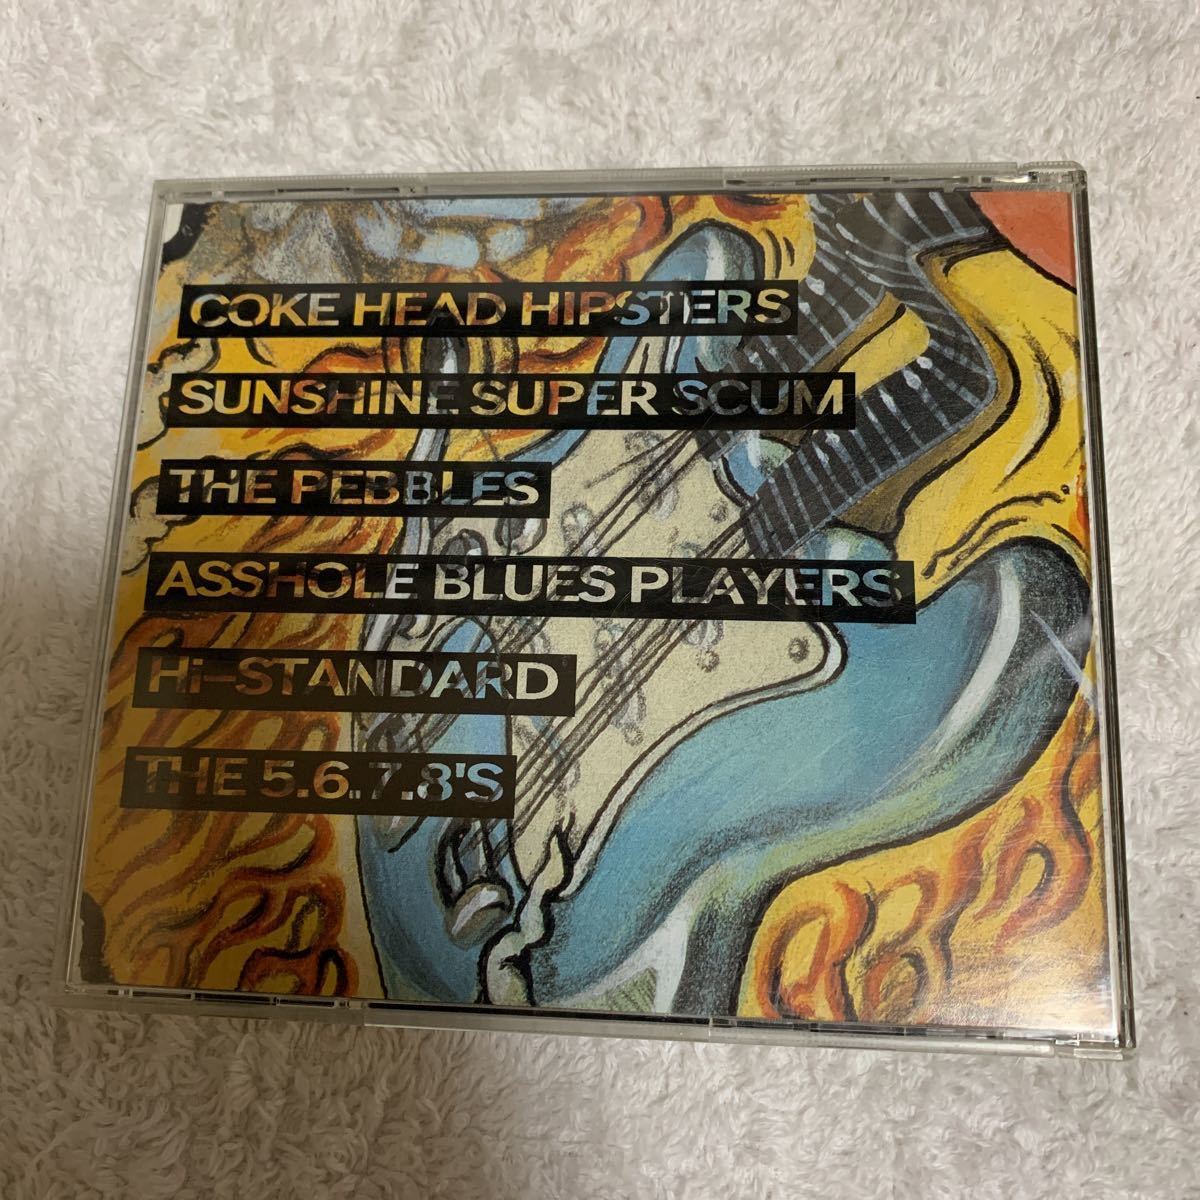 COKE HEAD HIPSTERS
SUNSHINE SUPER SCUM
THE PEBBLES
ASSHOLE BLUES PLAYERS
Hi-STANDARD
THE 5.6.7.8'S